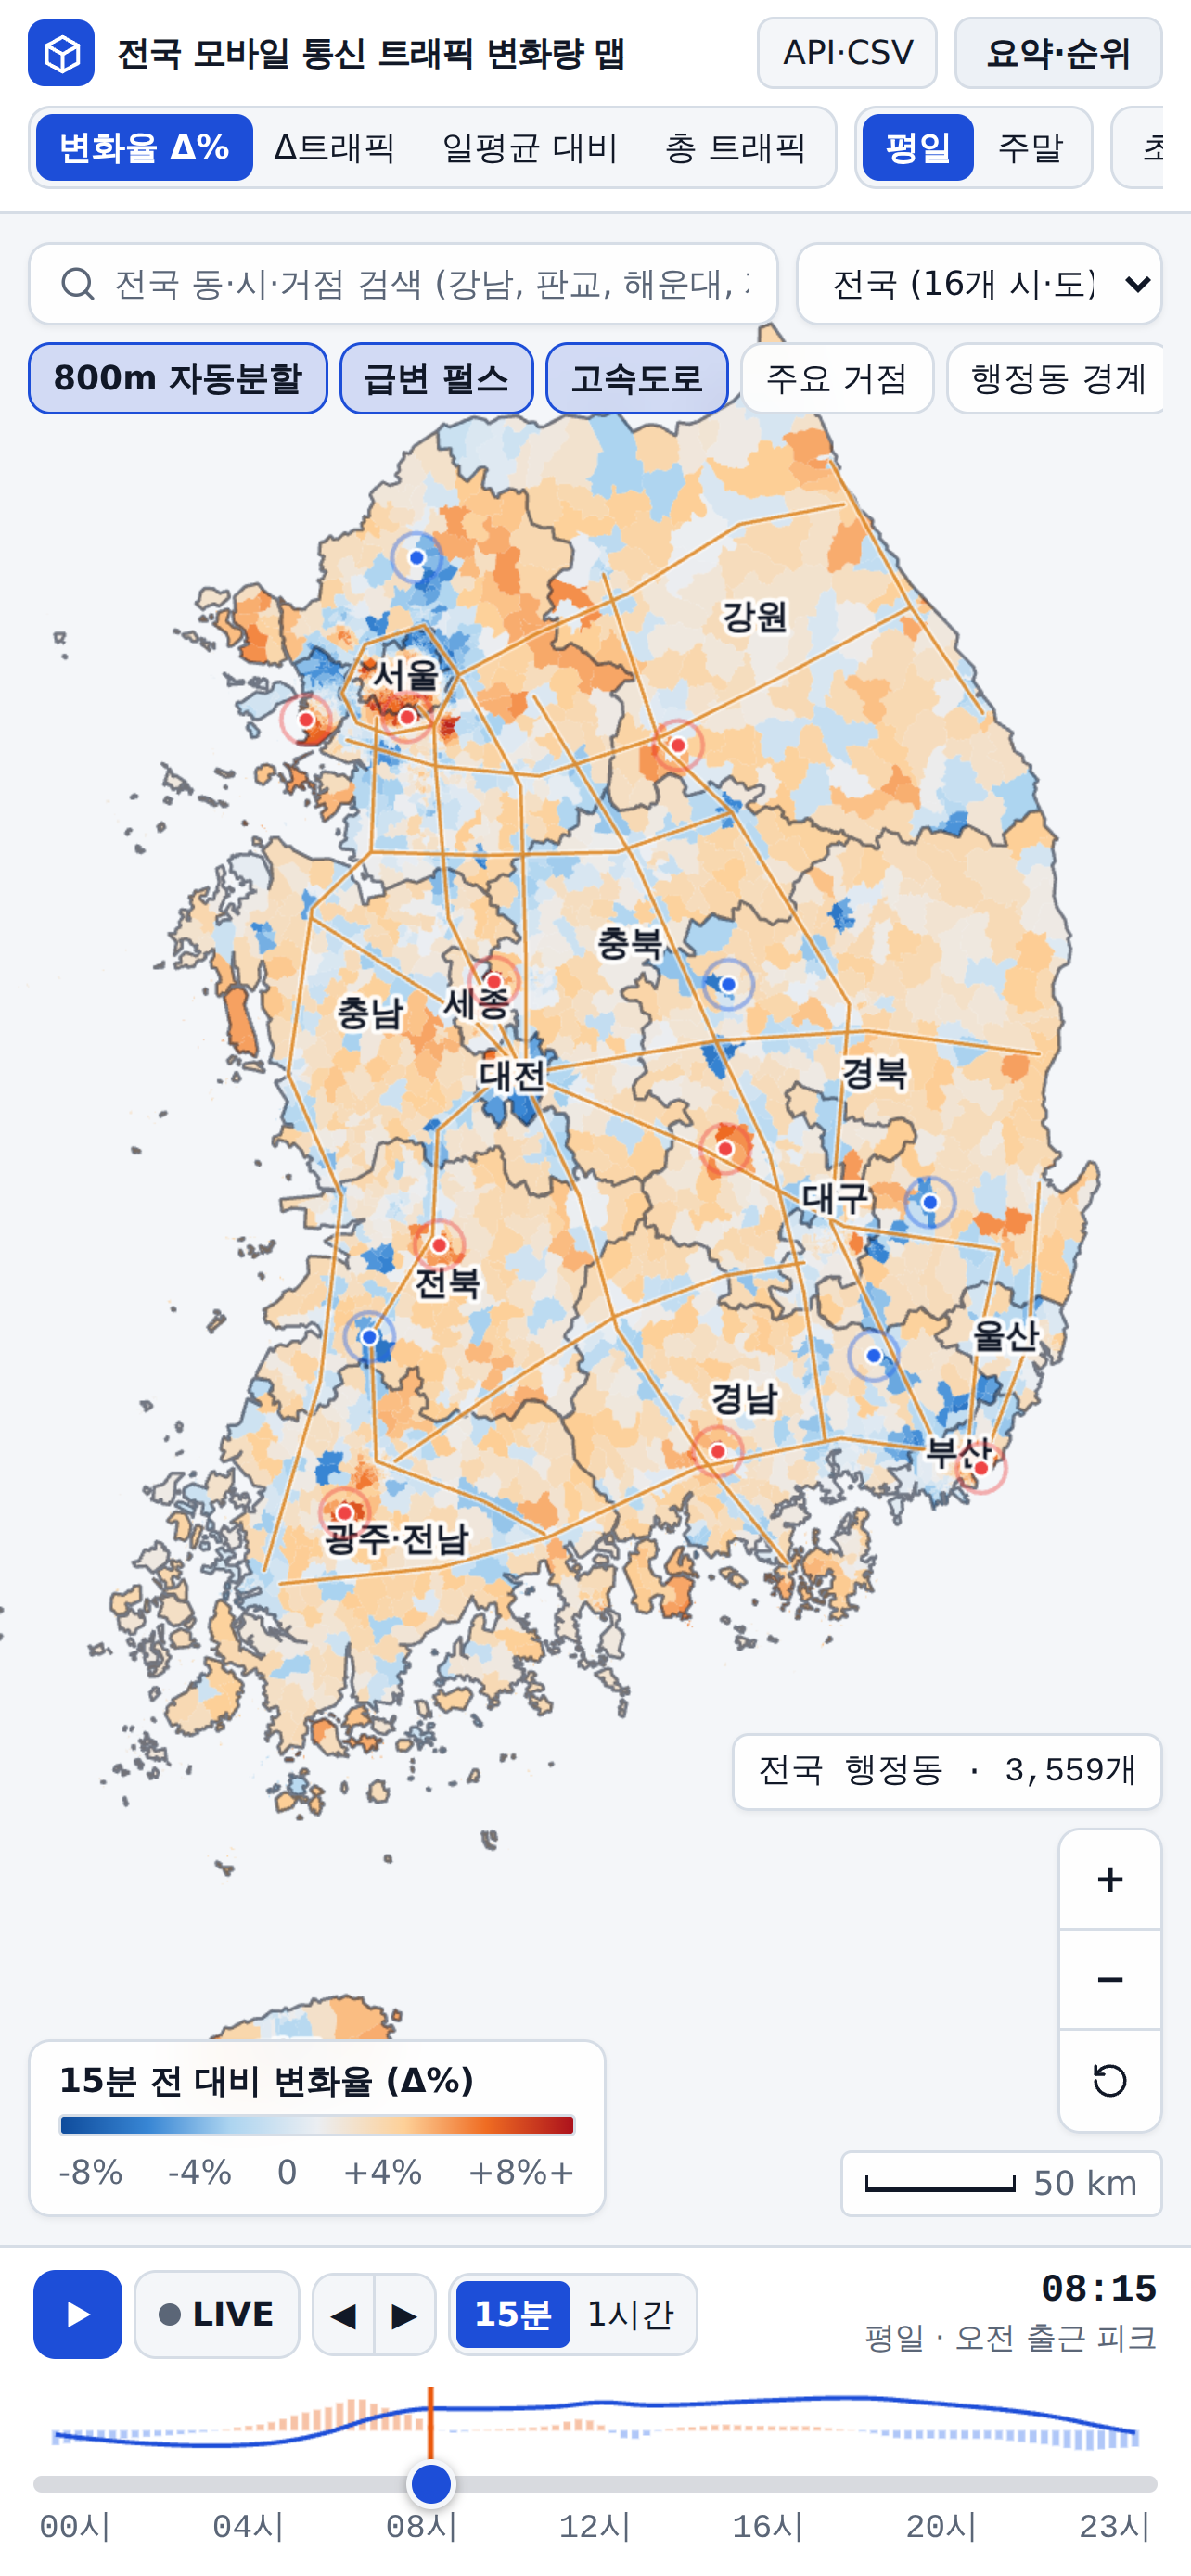 전국 모바일 통신 트래픽 변화량 맵
API·CSV
요약·순위
변화율 Δ%
Δ트래픽
일평균 대비
총 트래픽
평일
주말
전국 동·시·거점 검색 (강남, 판교, 해운대,
전국 (16개 시·도)
800m 자동분할
급변 펄스
고속도로
주요 거점
행정동 경계
강원
서울
충북
충남
세종
대전
경북
대구
전북
울산
경남
부산
광주·전남
전국 행정동 · 3,559개
+
−
15분 전 대비 변화율 (Δ%)
-8% -4% 0 +4% +8%+
50 km
LIVE
15분
1시간
08:15
평일 · 오전 출근 피크
00시 04시 08시 12시 16시 20시 23시